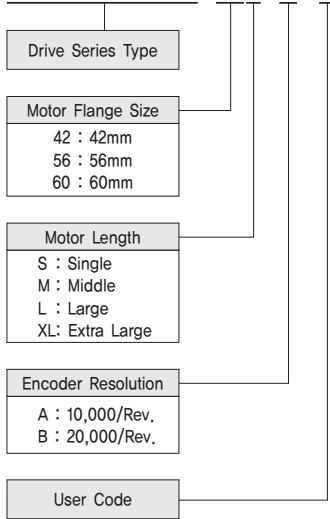 Drive Series Type
Motor Flange Size
42 : 42mm
56 : 56mm
60 : 60mm
Motor Length
S : Single
M : Middle
L : Large
XL: Extra Large
Encoder Resolution
A : 10,000/Rev.
B : 20,000/Rev.
User Code